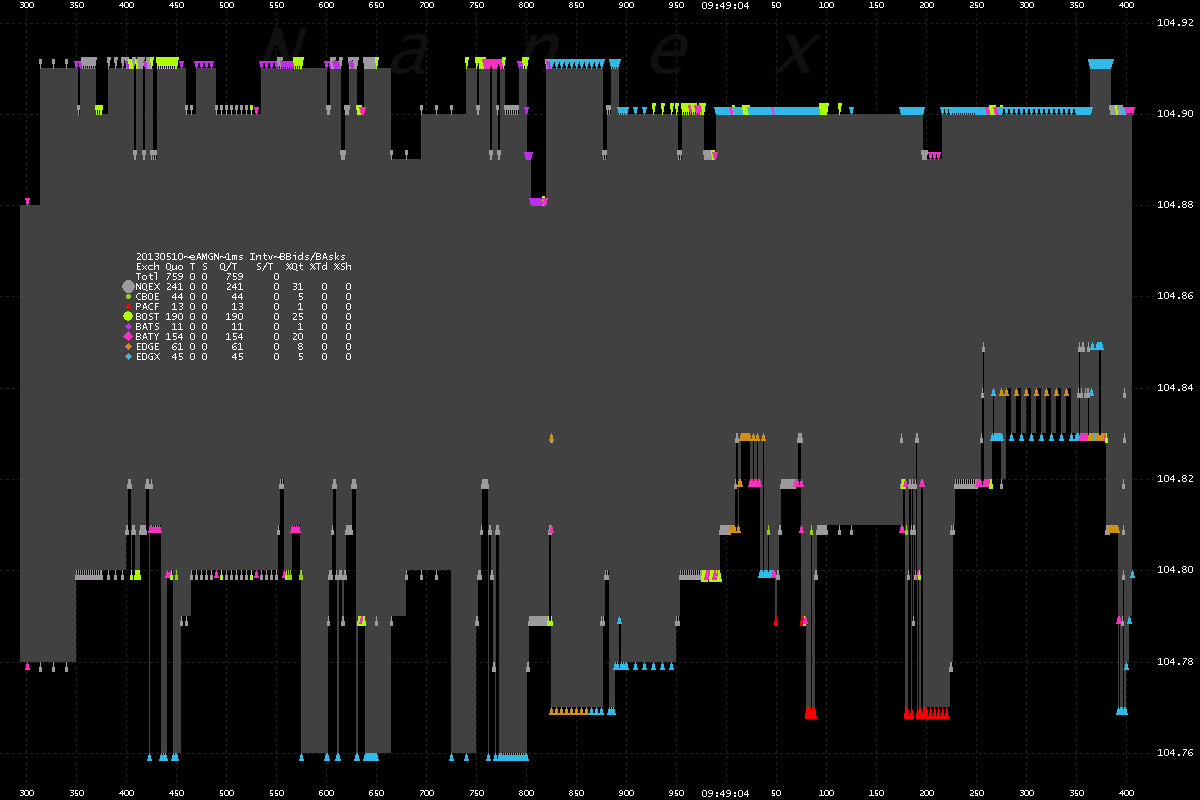 300 350 400 450 500 550 600 650 700 750 800 850 900 950 09:49:04 50 100 150 200 250 300 350 400
104.92
Nanex
104.90
104.88
20130510~eAMGN~1ms Intv~BBids/BAsks
Exch Quo T S Q/T S/T %Qt %Td %Sh
Totl 759 0 0 759 0
NQEX 241 0 0 241 0 31 0 0
CBOE 44 0 0 44 0 5 0 0
PACF 13 0 0 13 0 1 0 0
BOST 190 0 0 190 0 25 0 0
BATS 11 0 0 11 0 1 0 0
BATY 154 0 0 154 0 20 0 0
EDGE 61 0 0 61 0 8 0 0
EDGX 45 0 0 45 0 5 0 0
104.86
104.84
104.82
104.80
104.78
104.76
300 350 400 450 500 550 600 650 700 750 800 850 900 950 09:49:04 50 100 150 200 250 300 350 400